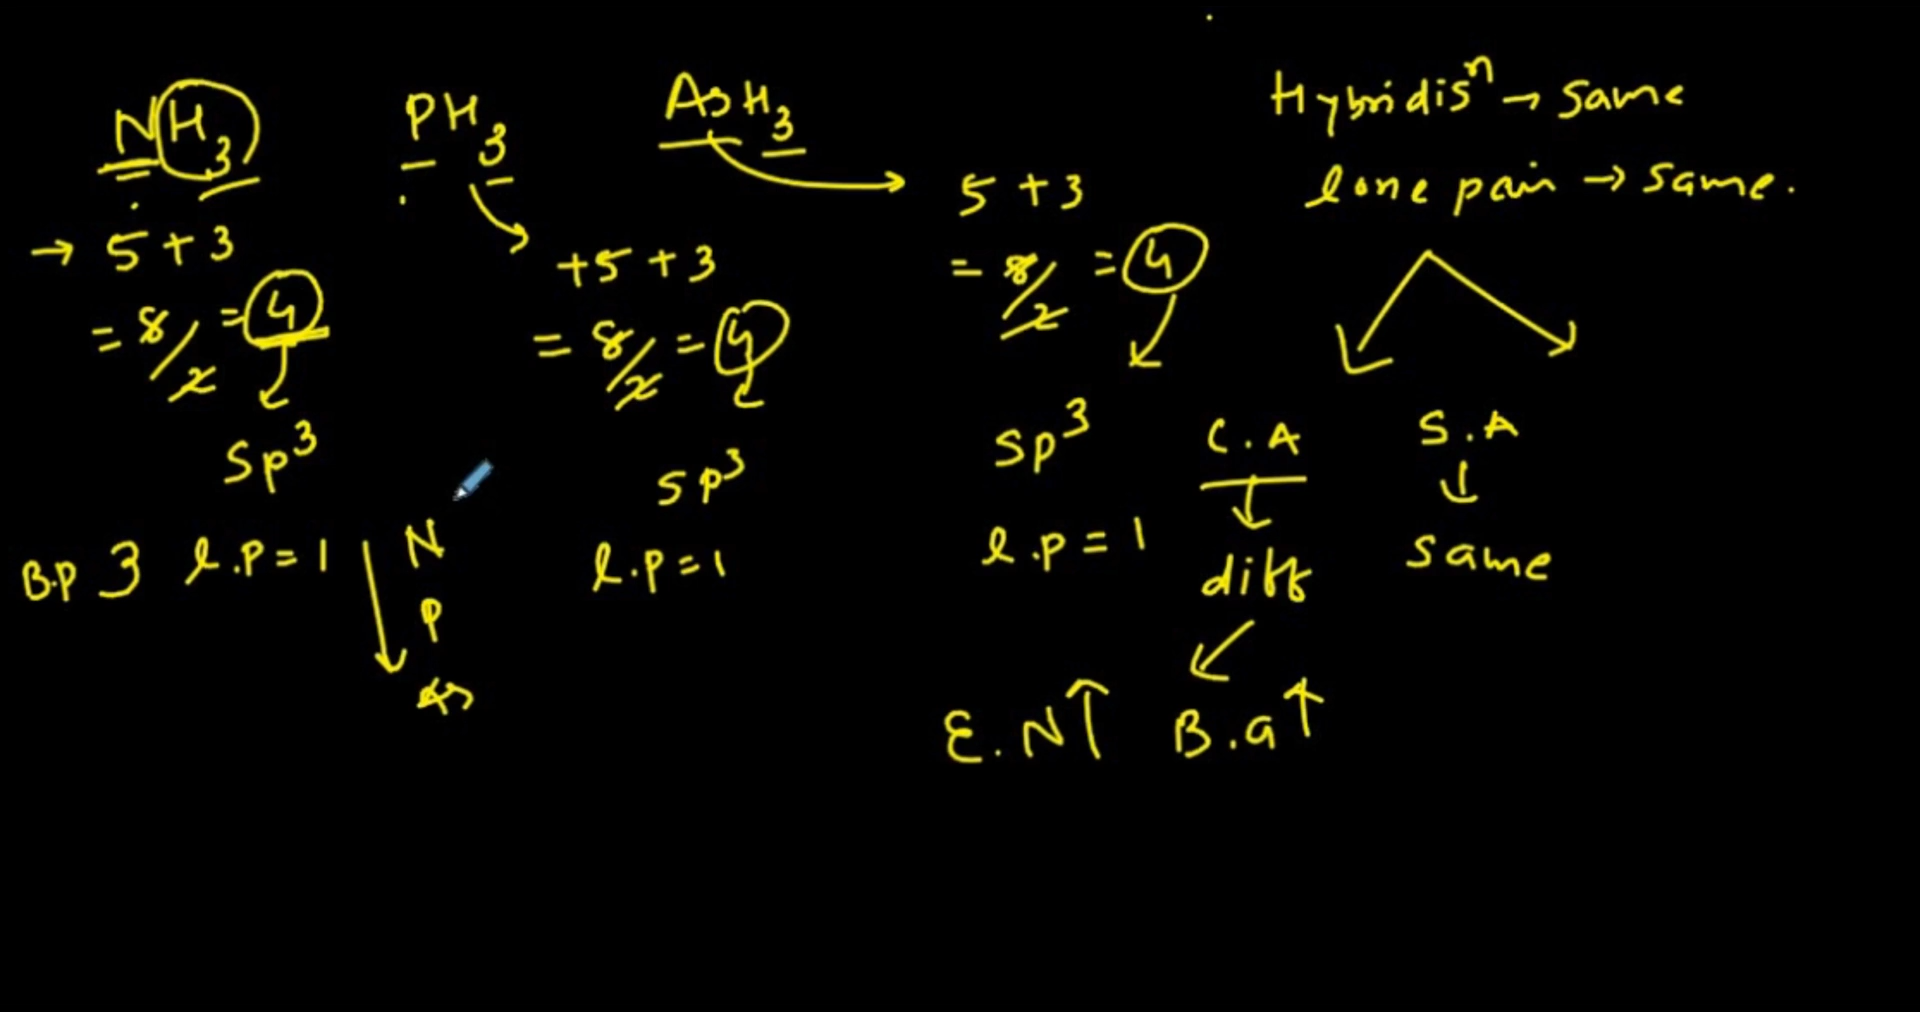 NH3 PH3 AsH3
Hybridisn → same
lone pair → same.
→ 5 + 3
= 8/2 = 4
sp3
B.P 3 l.P = 1
N
P
As
+5 + 3
= 8/2 = 4
sp3
l.P = 1
5 + 3
= 8/2 = 4
sp3
l.P = 1
C.A S.A
diff same
E.N↑ B.a↑